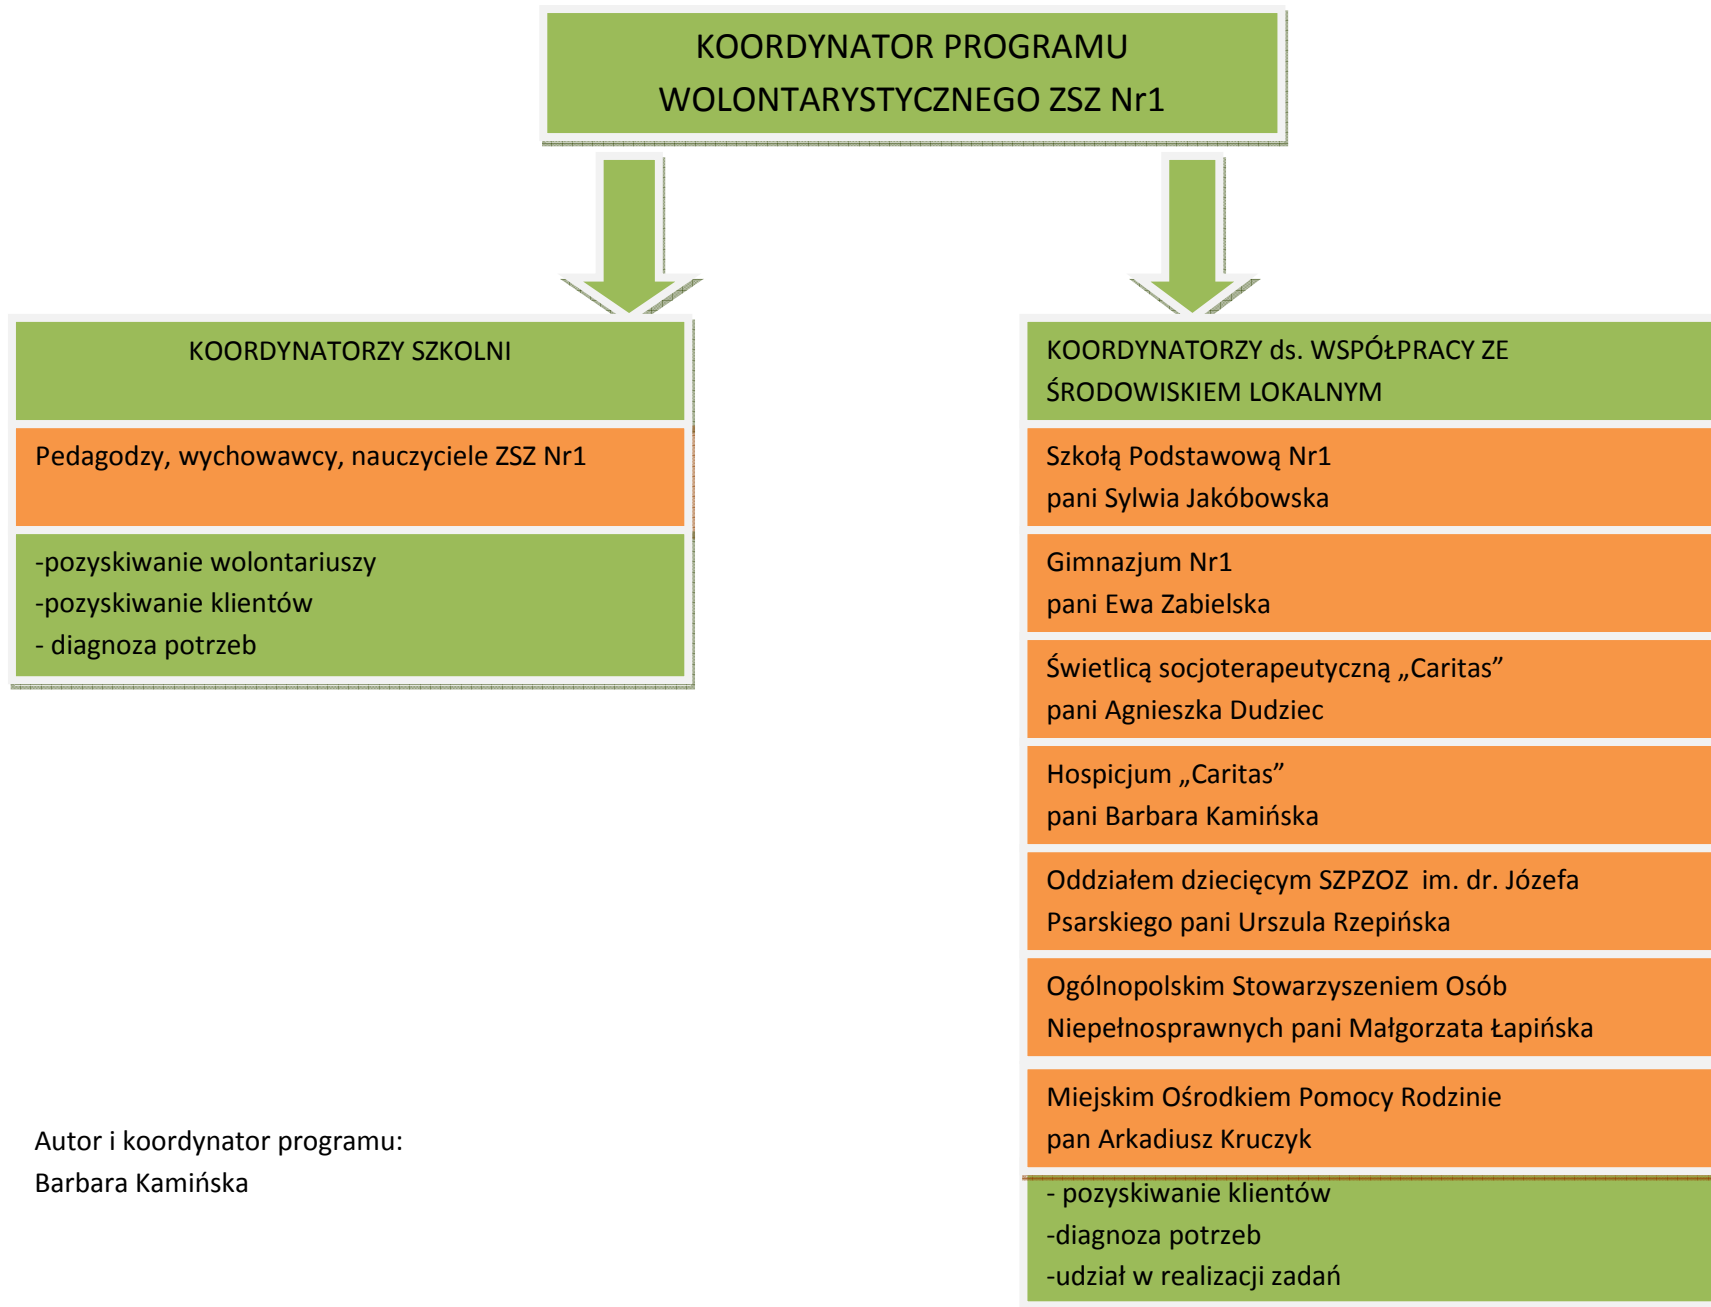 KOORDYNATOR PROGRAMU
WOLONTARYSTYCZNEGO ZSZ Nr1
KOORDYNATORZY SZKOLNI
Pedagodzy, wychowawcy, nauczyciele ZSZ Nr1
-pozyskiwanie wolontariuszy
-pozyskiwanie klientów
- diagnoza potrzeb
KOORDYNATORZY ds. WSPÓŁPRACY ZE
ŚRODOWISKIEM LOKALNYM
Szkołą Podstawową Nr1
pani Sylwia Jakóbowska
Gimnazjum Nr1
pani Ewa Zabielska
Świetlicą socjoterapeutyczną „Caritas”
pani Agnieszka Dudziec
Hospicjum „Caritas”
pani Barbara Kamińska
Oddziałem dziecięcym SZPZOZ im. dr. Józefa
Psarskiego pani Urszula Rzepińska
Ogólnopolskim Stowarzyszeniem Osób
Niepełnosprawnych pani Małgorzata Łapińska
Miejskim Ośrodkiem Pomocy Rodzinie
pan Arkadiusz Kruczyk
- pozyskiwanie klientów
-diagnoza potrzeb
-udział w realizacji zadań
Autor i koordynator programu:
Barbara Kamińska